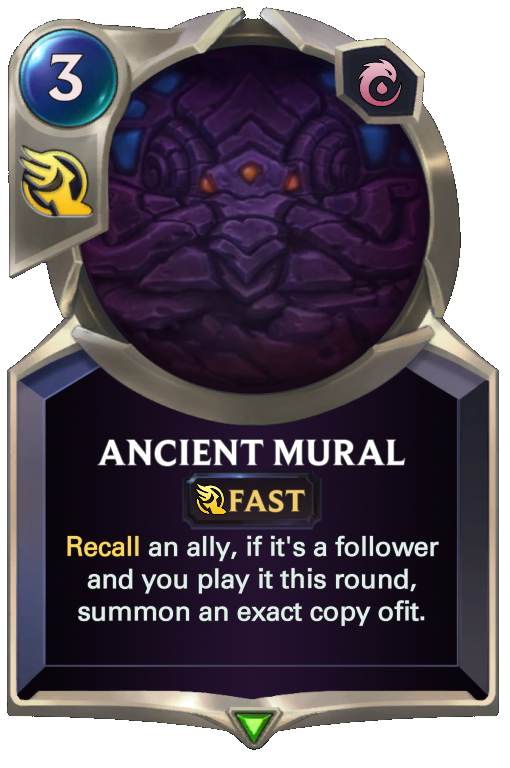 3
ANCIENT MURAL
FAST
Recall an ally, if it's a follower
and you play it this round,
summon an exact copy ofit.